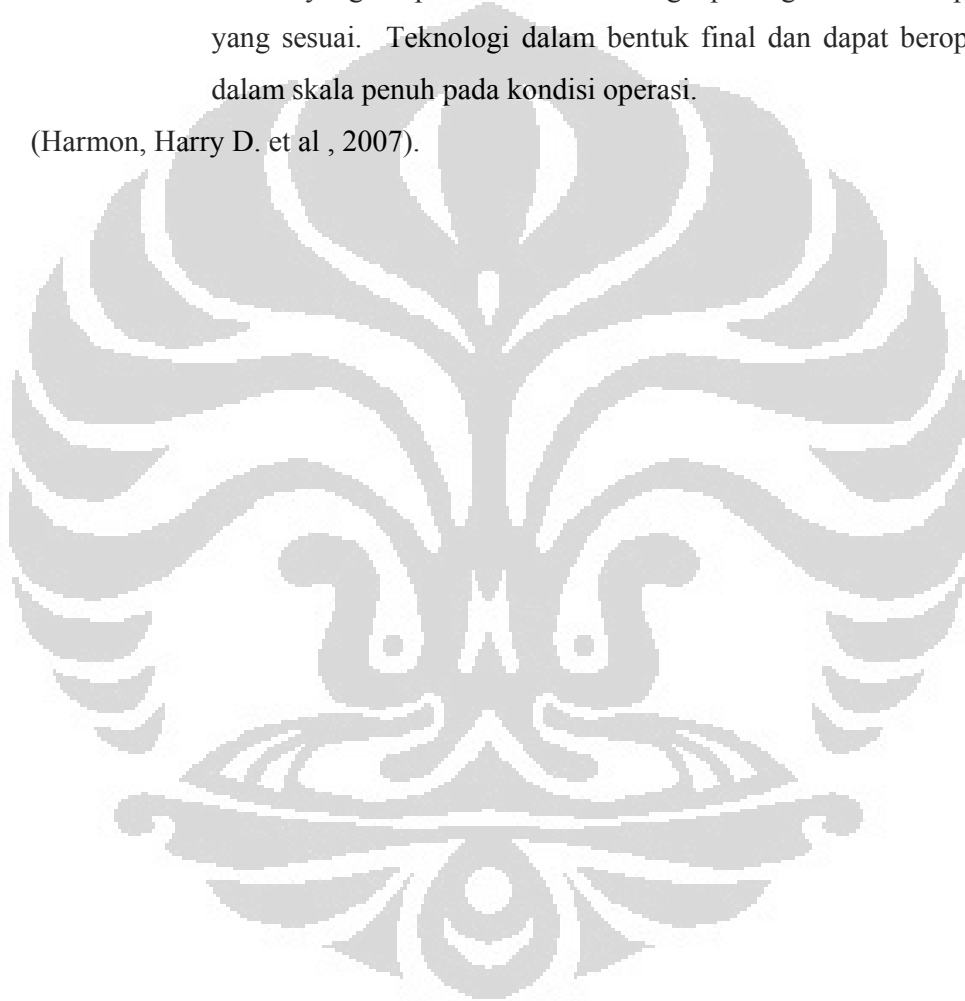 yang sesuai. Teknologi dalam bentuk final dan dapat berop
dalam skala penuh pada kondisi operasi.
(Harmon, Harry D. et al , 2007).